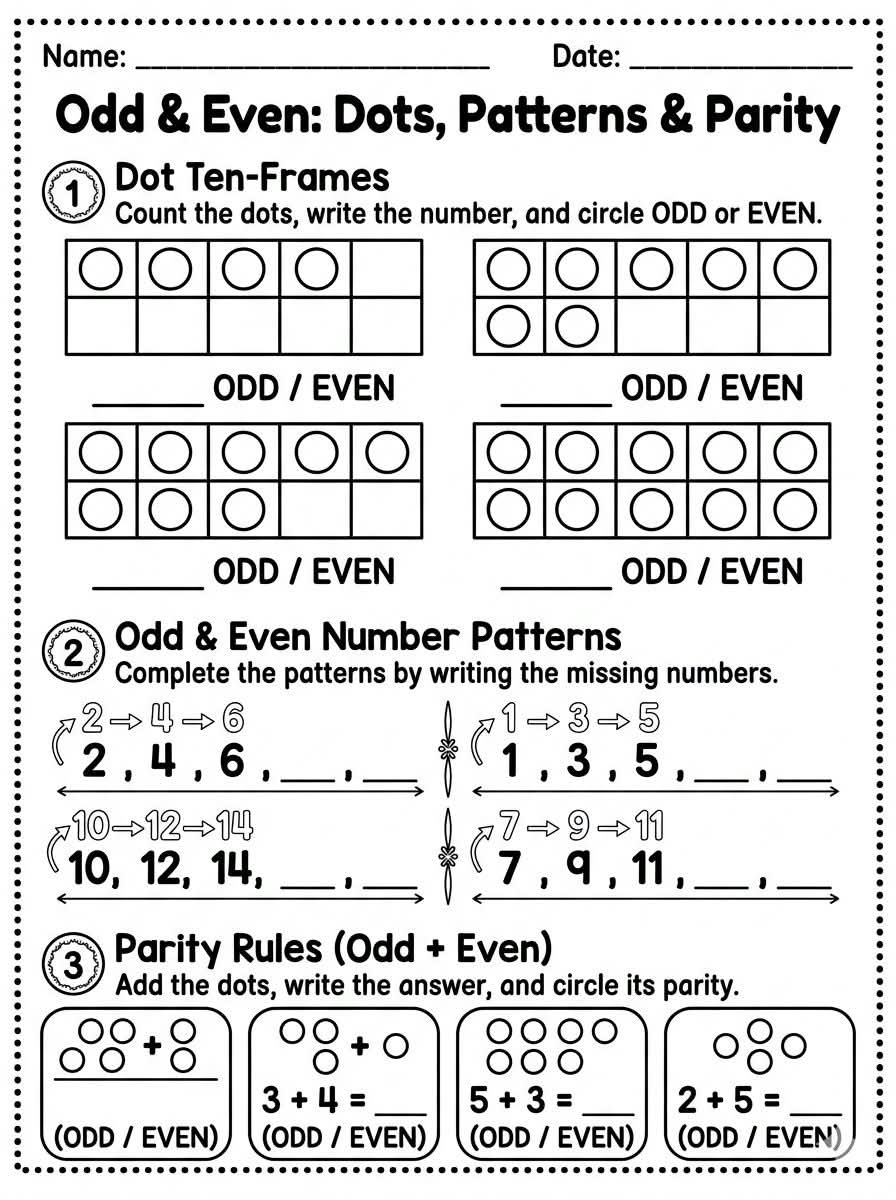 Name: _______________ Date: _______________
Odd & Even: Dots, Patterns & Parity
1 Dot Ten-Frames
Count the dots, write the number, and circle ODD or EVEN.
______ ODD / EVEN ______ ODD / EVEN
______ ODD / EVEN ______ ODD / EVEN
2 Odd & Even Number Patterns
Complete the patterns by writing the missing numbers.
2 → 4 → 6 1 → 3 → 5
2 , 4 , 6 , ___ , ___ 1 , 3 , 5 , ___ , ___
10→12→14 7 → 9 → 11
10, 12, 14, ___ , ___ 7 , 9 , 11 , ___ , ___
3 Parity Rules (Odd + Even)
Add the dots, write the answer, and circle its parity.
+ +
3 + 4 = ___ 5 + 3 = ___ 2 + 5 = ___
(ODD / EVEN) (ODD / EVEN) (ODD / EVEN) (ODD / EVEN)